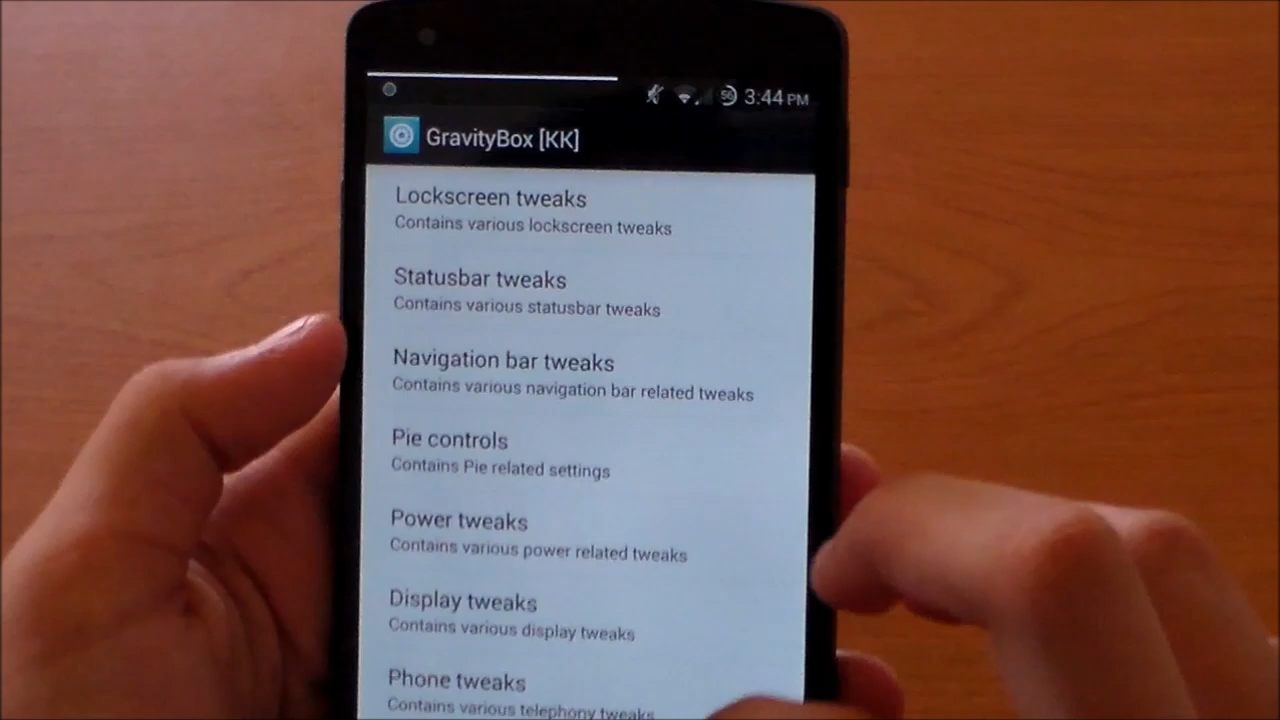 56 3:44 PM
GravityBox [KK]
Lockscreen tweaks
Contains various lockscreen tweaks
Statusbar tweaks
Contains various statusbar tweaks
Navigation bar tweaks
Contains various navigation bar related tweaks
Pie controls
Contains Pie related settings
Power tweaks
Contains various power related tweaks
Display tweaks
Contains various display tweaks
Phone tweaks
Contains various telephony tweaks